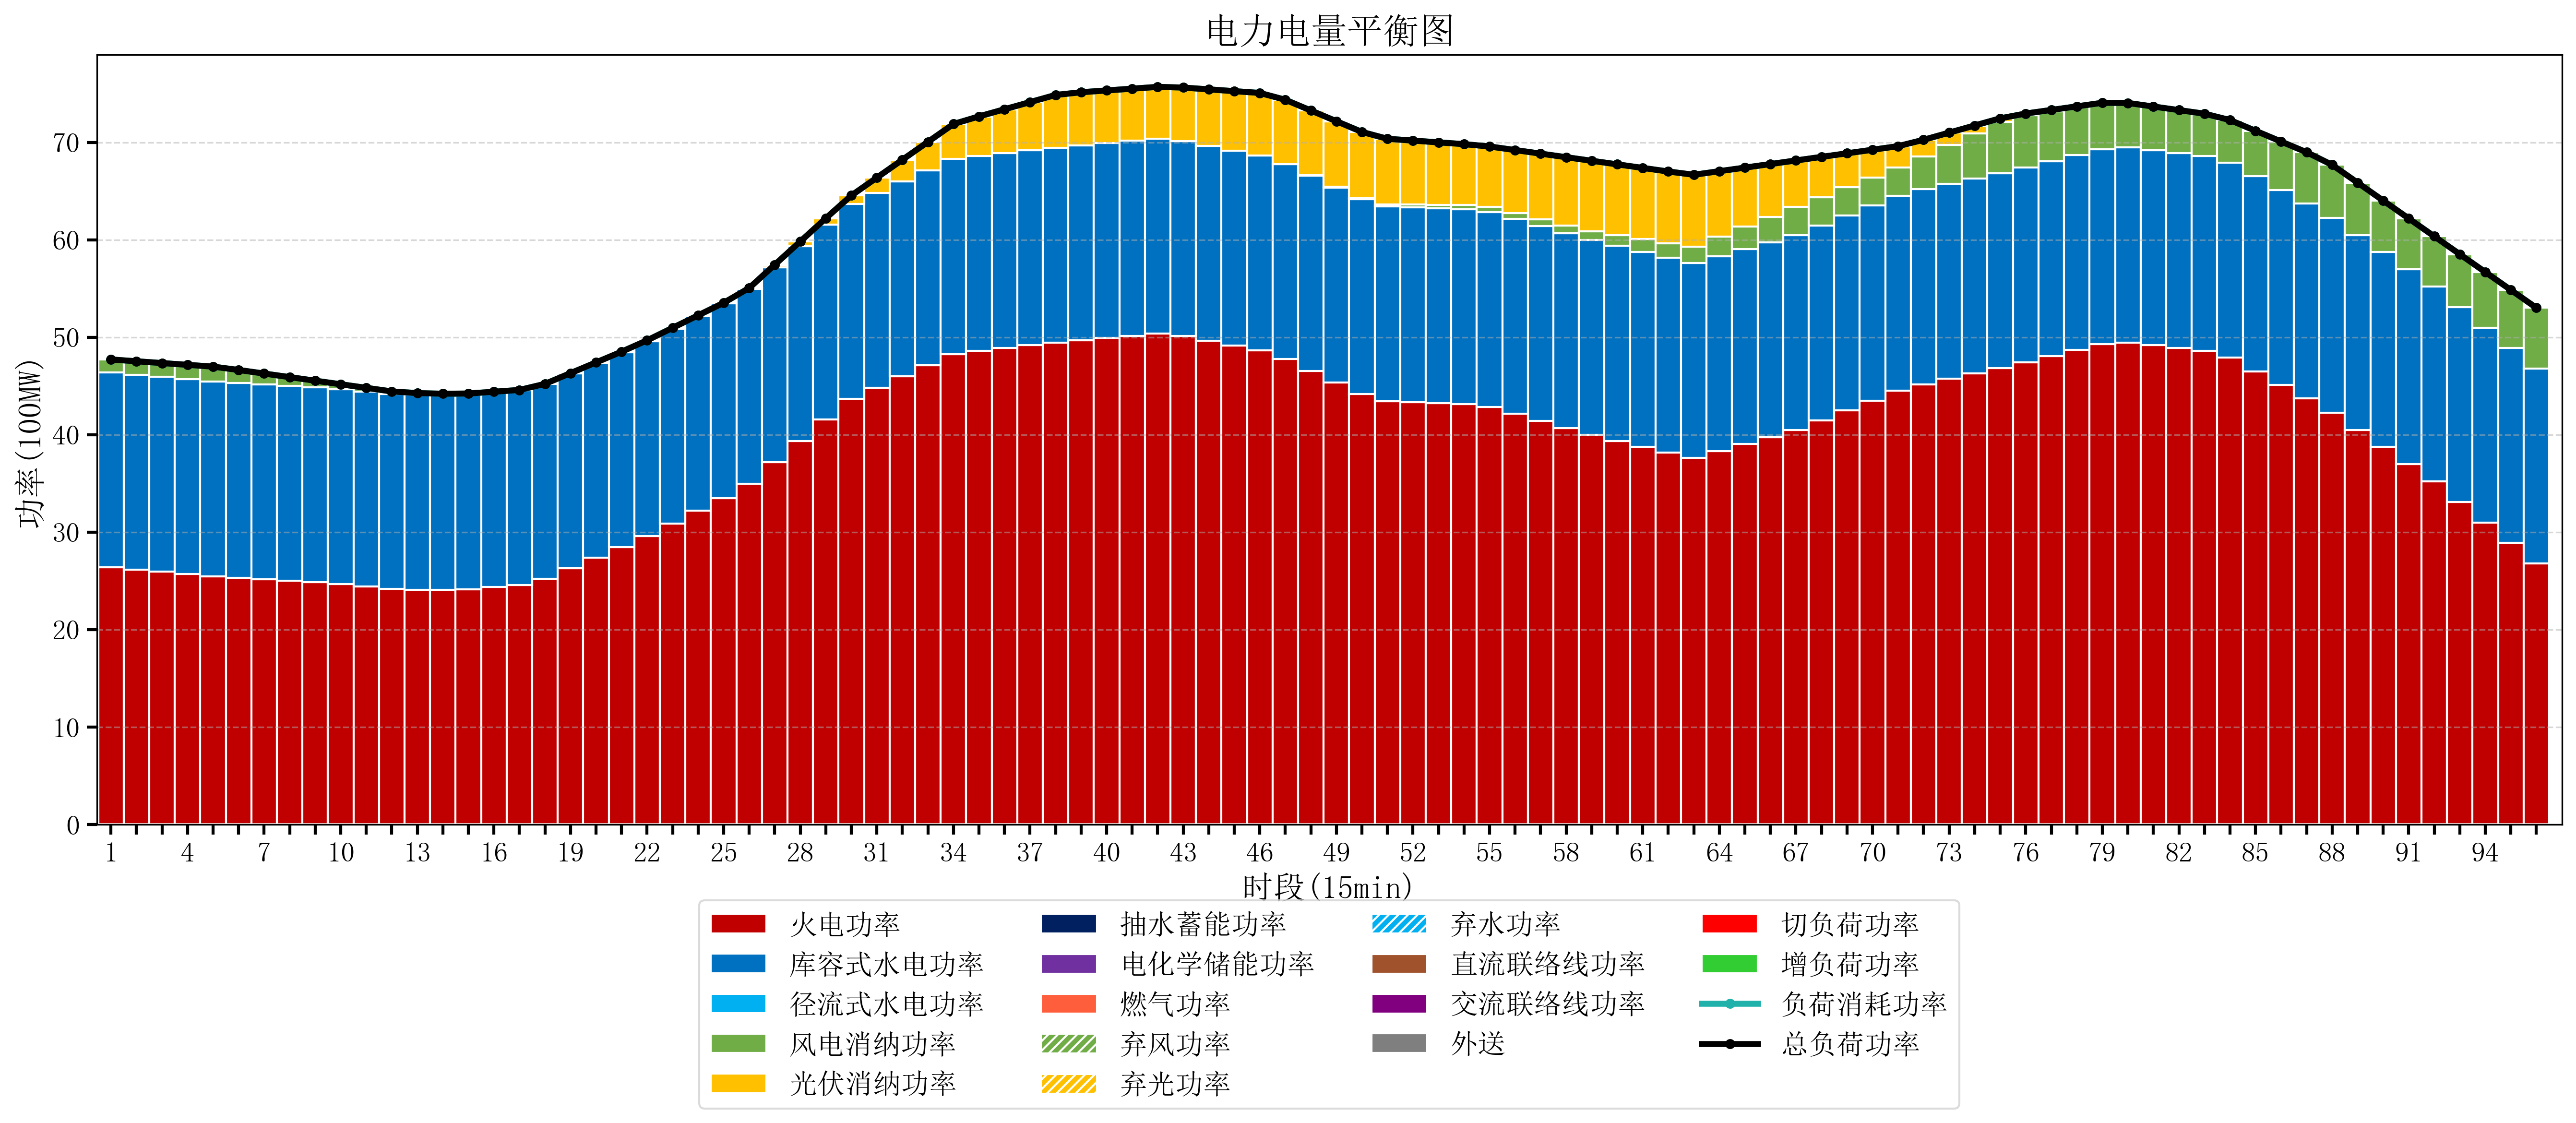 电力电量平衡图
功率(100MW)
70
60
50
40
30
20
10
0
1 4 7 10 13 16 19 22 25 28 31 34 37 40 43 46 49 52 55 58 61 64 67 70 73 76 79 82 85 88 91 94
时段(15min)
火电功率 抽水蓄能功率 弃水功率 切负荷功率
库容式水电功率 电化学储能功率 直流联络线功率 增负荷功率
径流式水电功率 燃气功率 交流联络线功率 负荷消耗功率
风电消纳功率 弃风功率 外送 总负荷功率
光伏消纳功率 弃光功率